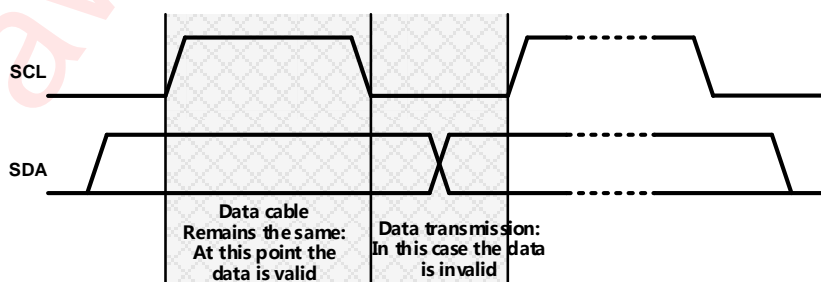 SCL
SDA
Data cable
Remains the same:
At this point the
data is valid
Data transmission:
In this case the data
is invalid